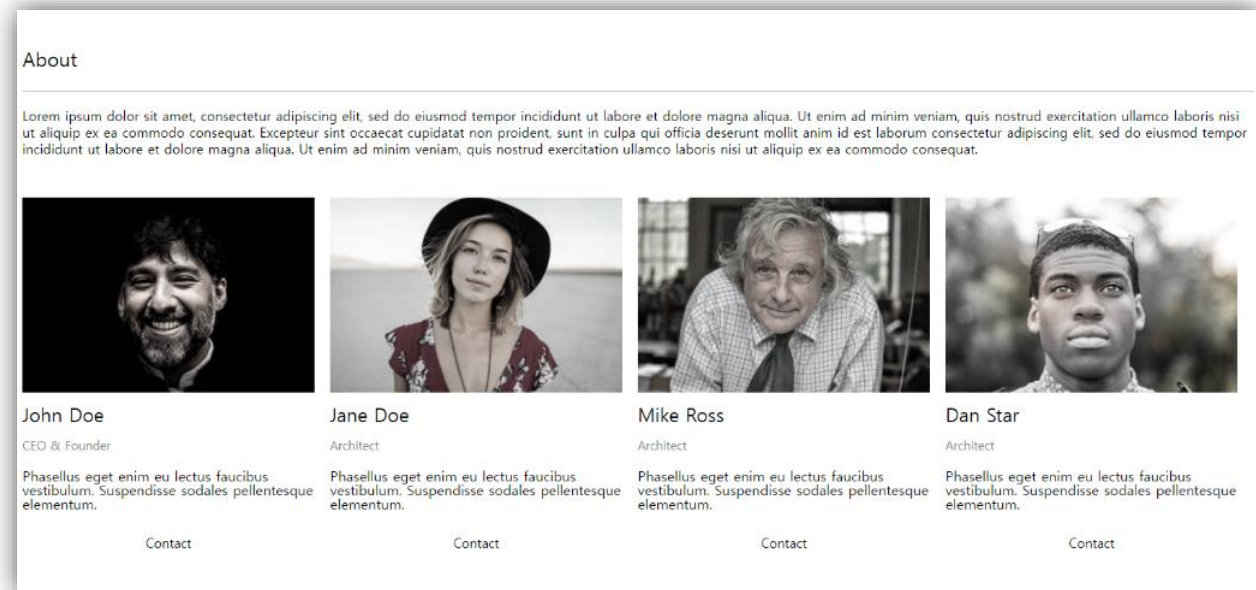 About
Lorem ipsum dolor sit amet, consectetur adipiscing elit, sed do eiusmod tempor incididunt ut labore et dolore magna aliqua. Ut enim ad minim veniam, quis nostrud exercitation ullamco laboris nisi
ut aliquip ex ea commodo consequat. Excepteur sint occaecat cupidatat non proident, sunt in culpa qui officia deserunt mollit anim id est laborum consectetur adipiscing elit, sed do eiusmod tempor
incididunt ut labore et dolore magna aliqua. Ut enim ad minim veniam, quis nostrud exercitation ullamco laboris nisi ut aliquip ex ea commodo consequat.
John Doe
CEO & Founder
Phasellus eget enim eu lectus faucibus
vestibulum. Suspendisse sodales pellentesque
elementum.
Contact
Jane Doe
Architect
Phasellus eget enim eu lectus faucibus
vestibulum. Suspendisse sodales pellentesque
elementum.
Contact
Mike Ross
Architect
Phasellus eget enim eu lectus faucibus
vestibulum. Suspendisse sodales pellentesque
elementum.
Contact
Dan Star
Architect
Phasellus eget enim eu lectus faucibus
vestibulum. Suspendisse sodales pellentesque
elementum.
Contact